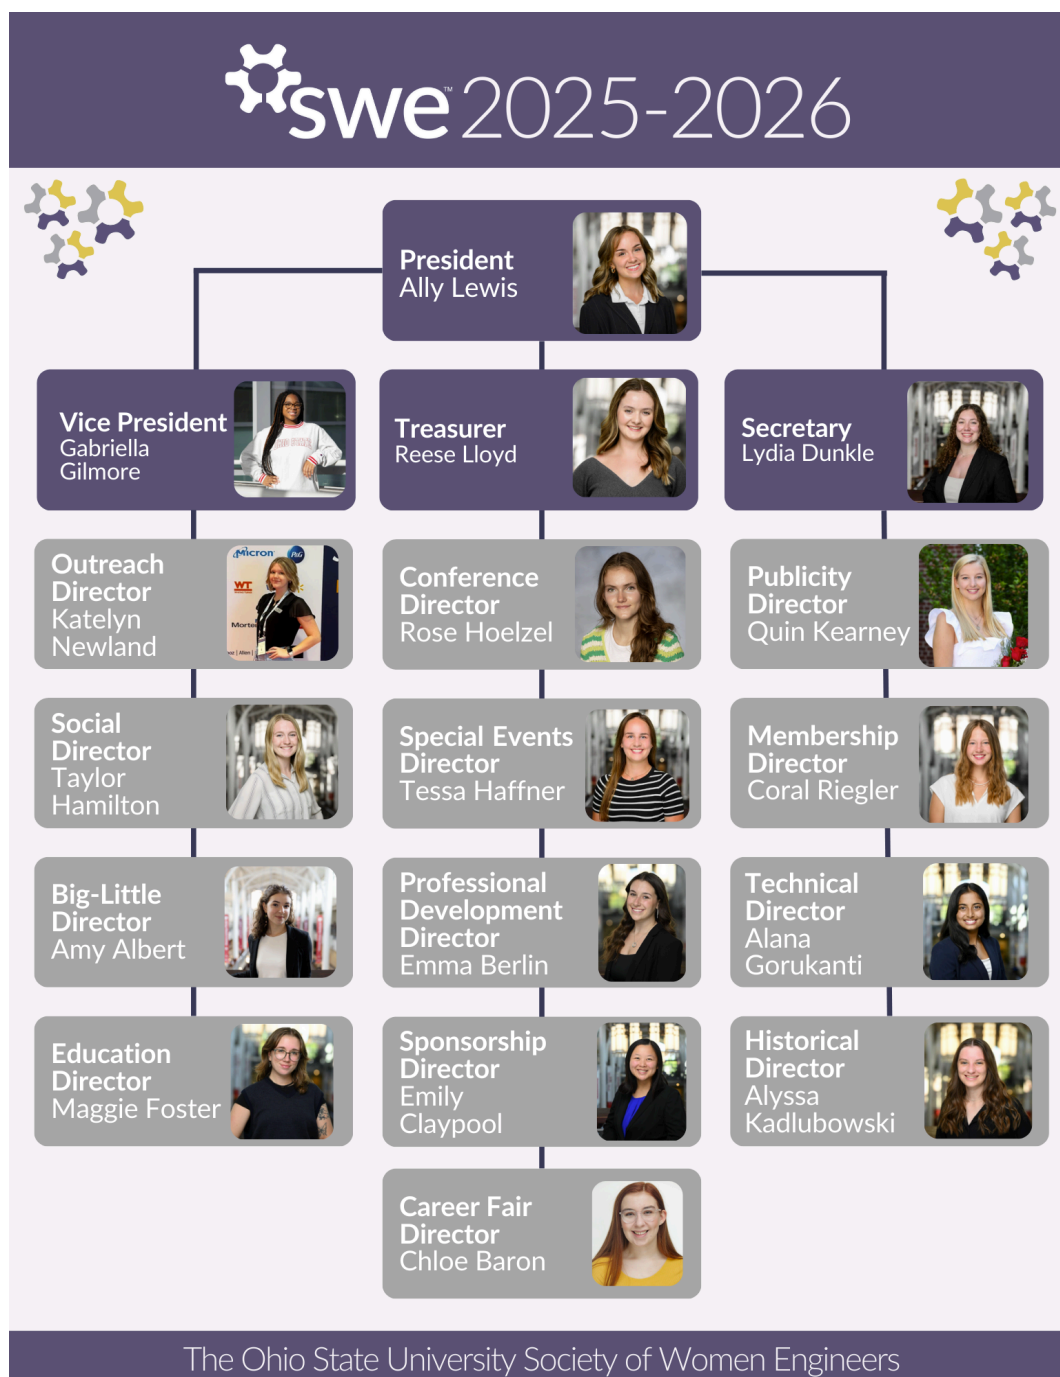 swe™ 2025-2026
President
Ally Lewis
Vice President
Gabriella
Gilmore
Treasurer
Reese Lloyd
Secretary
Lydia Dunkle
Outreach
Director
Katelyn
Newland
Conference
Director
Rose Hoelzel
Publicity
Director
Quin Kearney
Social
Director
Taylor
Hamilton
Special Events
Director
Tessa Haffner
Membership
Director
Coral Riegler
Big-Little
Director
Amy Albert
Professional
Development
Director
Emma Berlin
Technical
Director
Alana
Gorukanti
Education
Director
Maggie Foster
Sponsorship
Director
Emily
Claypool
Historical
Director
Alyssa
Kadlubowski
Career Fair
Director
Chloe Baron
The Ohio State University Society of Women Engineers
Micron
P&G
WT